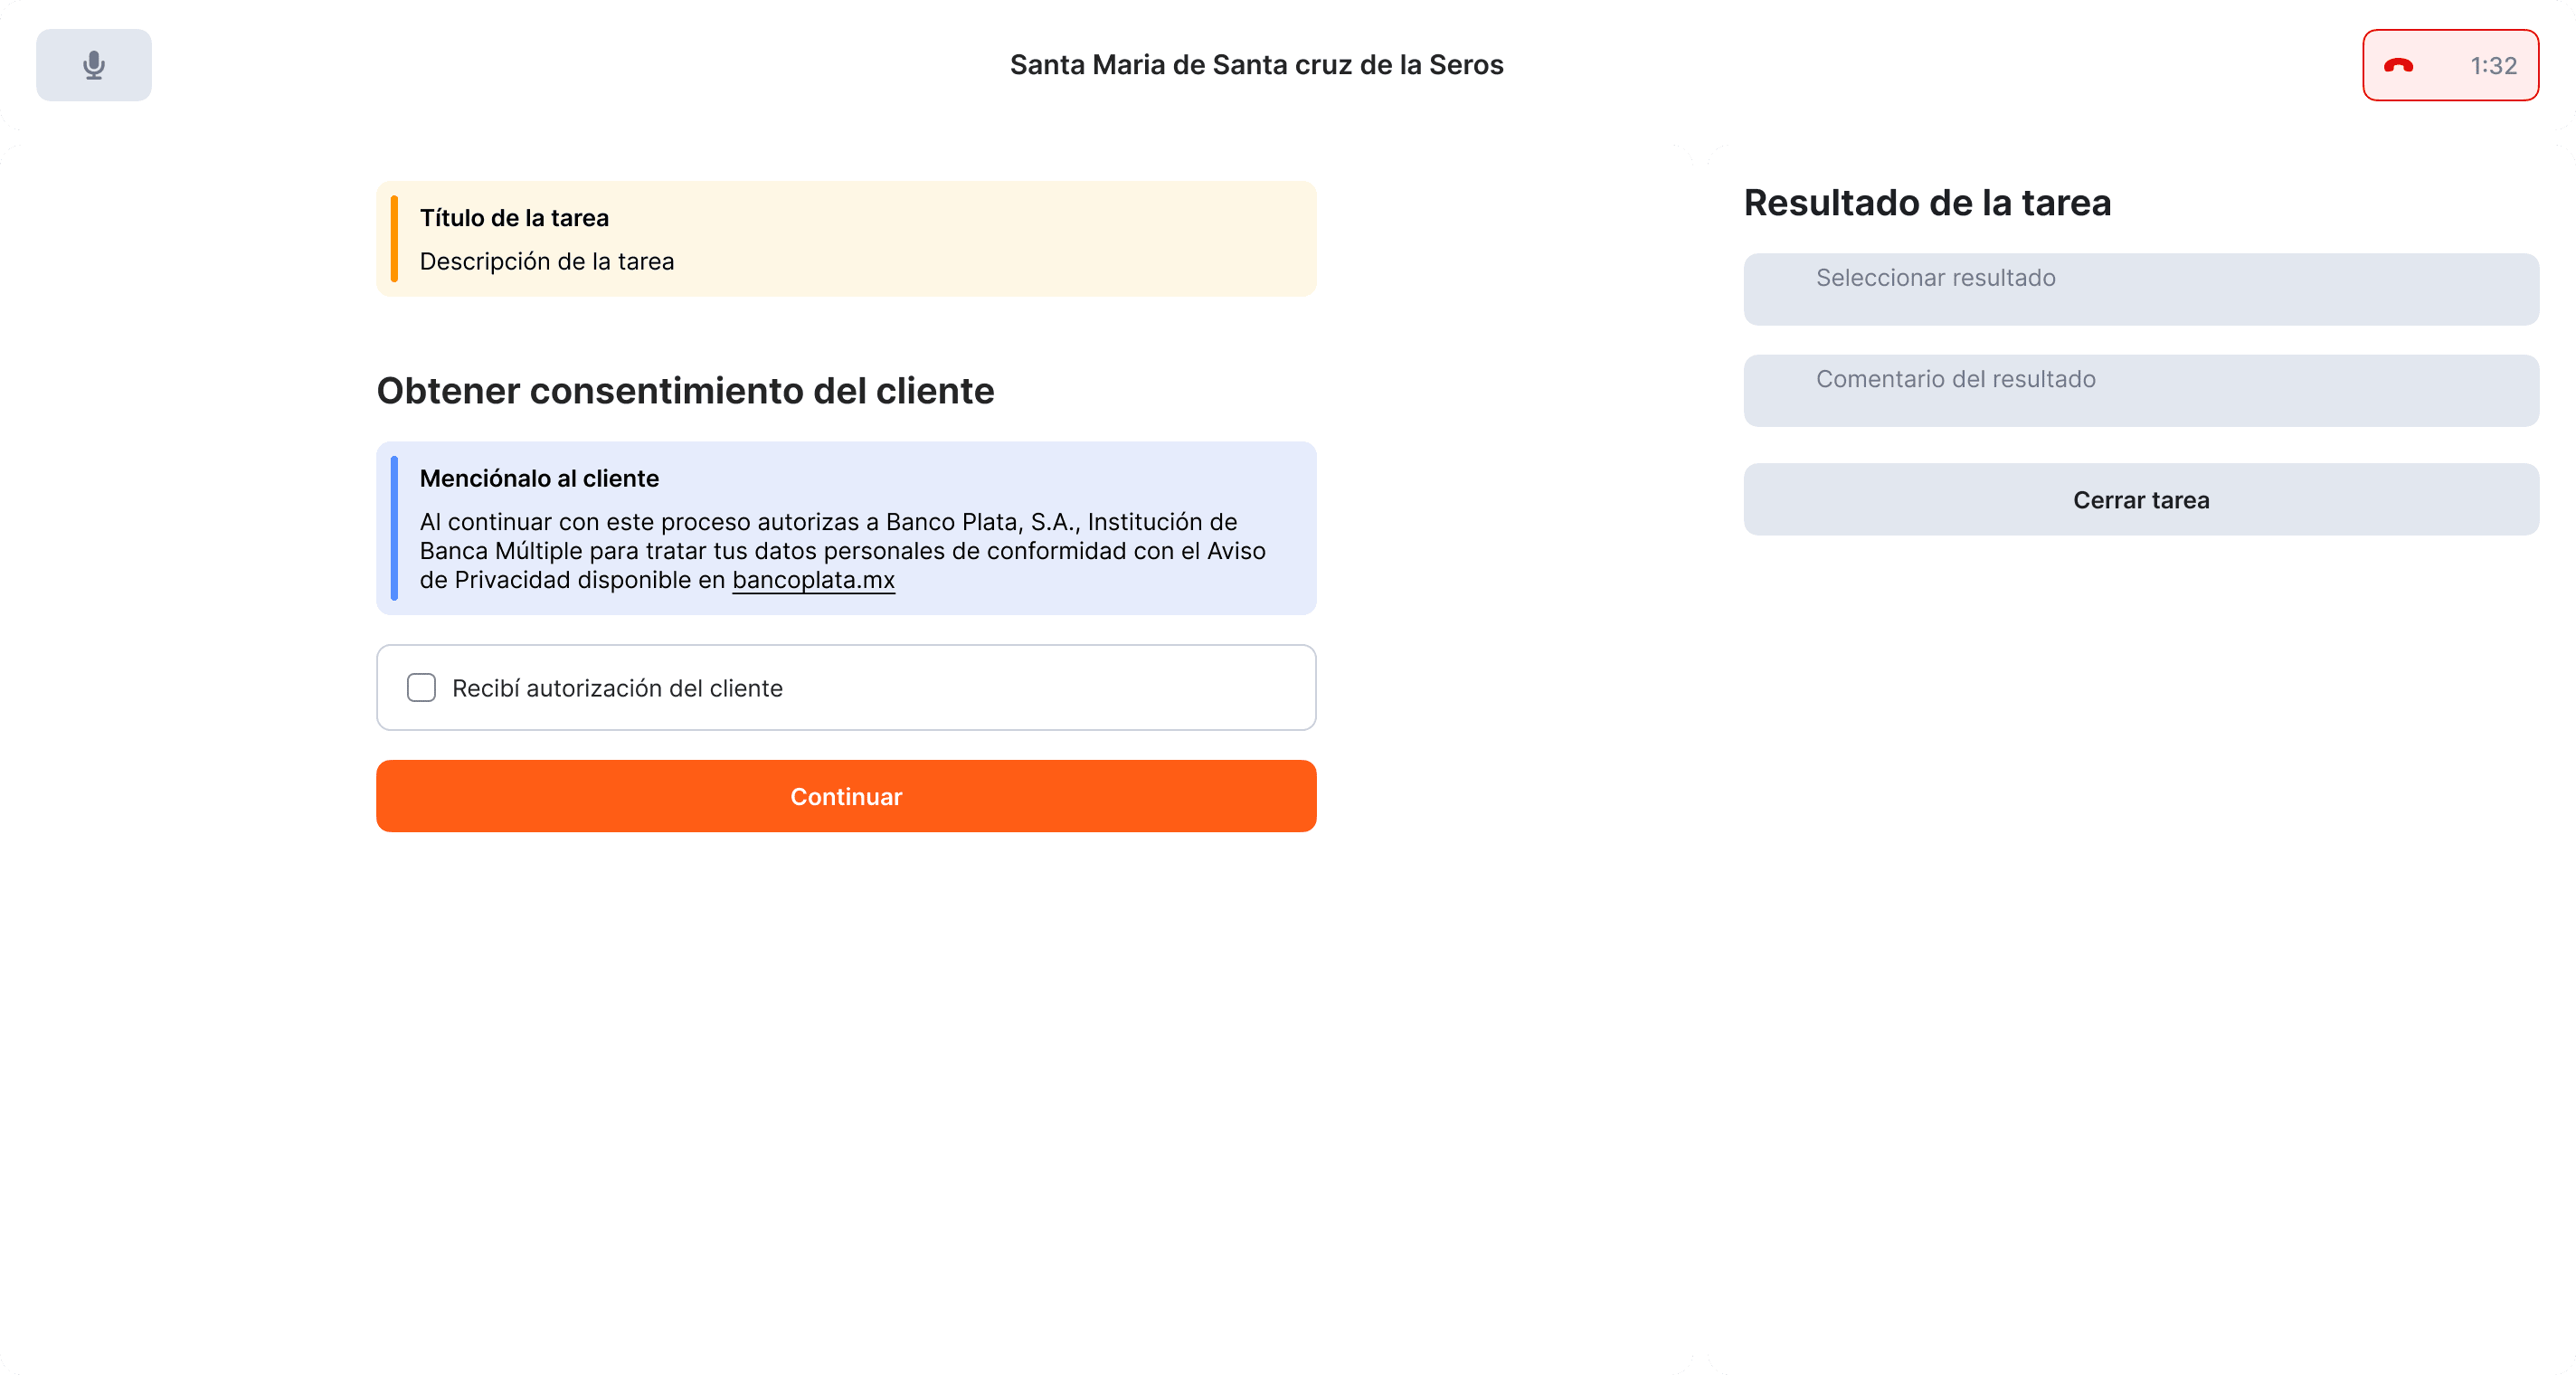 Santa Maria de Santa cruz de la Seros
1:32
Título de la tarea
Descripción de la tarea
Obtener consentimiento del cliente
Menciónalo al cliente
Al continuar con este proceso autorizas a Banco Plata, S.A., Institución de
Banca Múltiple para tratar tus datos personales de conformidad con el Aviso
de Privacidad disponible en bancoplata.mx
Recibí autorización del cliente
Continuar
Resultado de la tarea
Seleccionar resultado
Comentario del resultado
Cerrar tarea